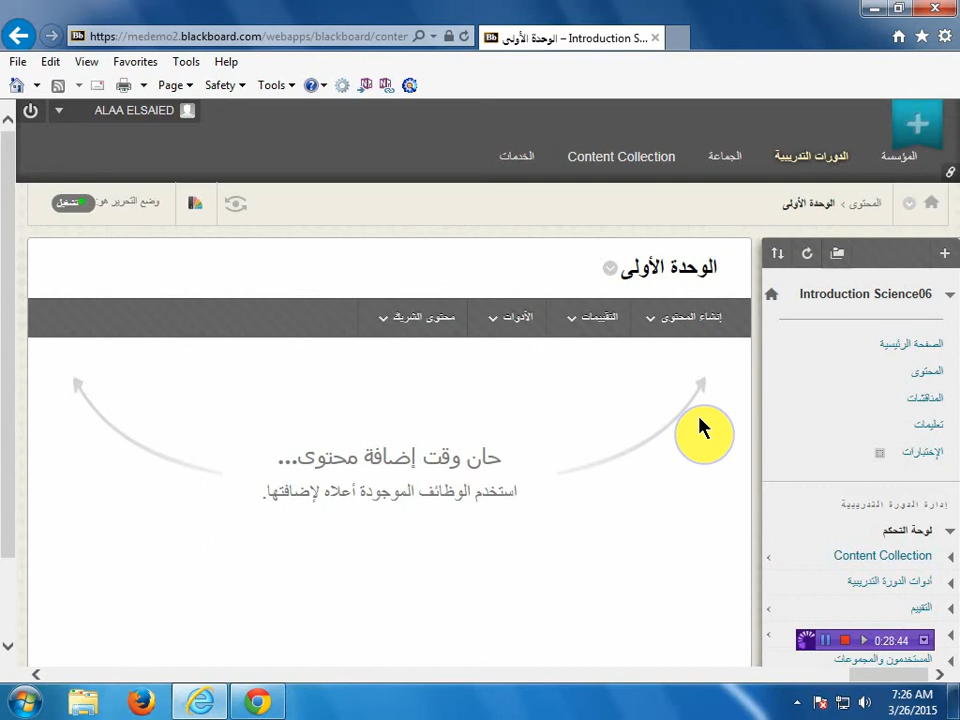 https://medemo2.blackboard.com/webapps/blackboard/conter
الوحدة الأولى – Introduction S...
File Edit View Favorites Tools Help
Page Safety Tools
ALAA ELSAIED
المؤسسة الدورات التدريبية الجماعة Content Collection الخدمات
المحتوى > الوحدة الأولى
وضع التحرير هو: تشغيل
الوحدة الأولى
إنشاء المحتوى التقييمات الأدوات محتوى الشريك
حان وقت إضافة محتوى...
استخدم الوظائف الموجودة أعلاه لإضافتها.
Introduction Science06
الصفحة الرئيسية
المحتوى
المناقشات
تعليمات
الإختبارات
إدارة الدورة التدريبية
لوحة التحكم
Content Collection
أدوات الدورة التدريبية
التقييم
0:28:44
المستخدمون والمجموعات
7:26 AM
3/26/2015